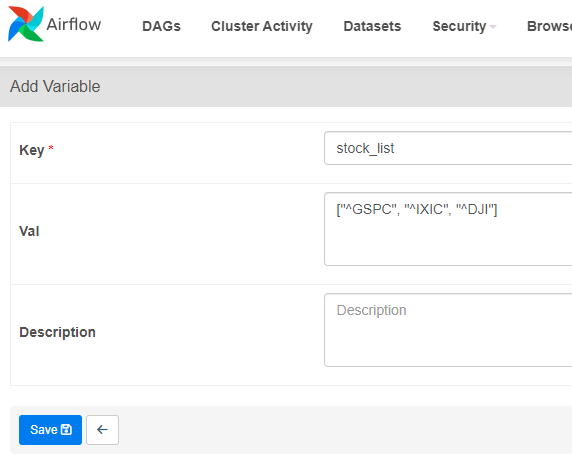 Airflow DAGs Cluster Activity Datasets Security Browse
Add Variable
Key * stock_list
Val ["^GSPC", "^IXIC", "^DJI"]
Description Description
Save